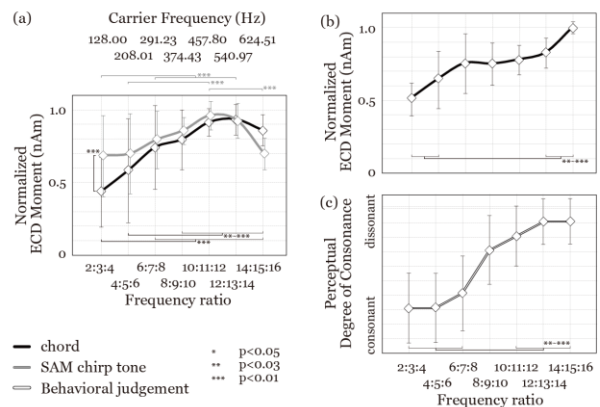 (a)
Carrier Frequency (Hz)
128.00 291.23 457.80 624.51
208.01 374.43 540.97
***
***
***
Normalized
ECD Moment (nAm)
1.0
0.5
0
***
**-***
***
2:3:4 6:7:8 10:11:12 14:15:16
4:5:6 8:9:10 12:13:14
Frequency ratio
chord
SAM chirp tone
Behavioral judgement
* p<0.05
** p<0.03
*** p<0.01
(b)
Normalized
ECD Moment (nAm)
1.0
0.5
0
**-***
(c)
Perceptual
Degree of Consonance
dissonant
consonant
**-***
2:3:4 6:7:8 10:11:12 14:15:16
4:5:6 8:9:10 12:13:14
Frequency ratio